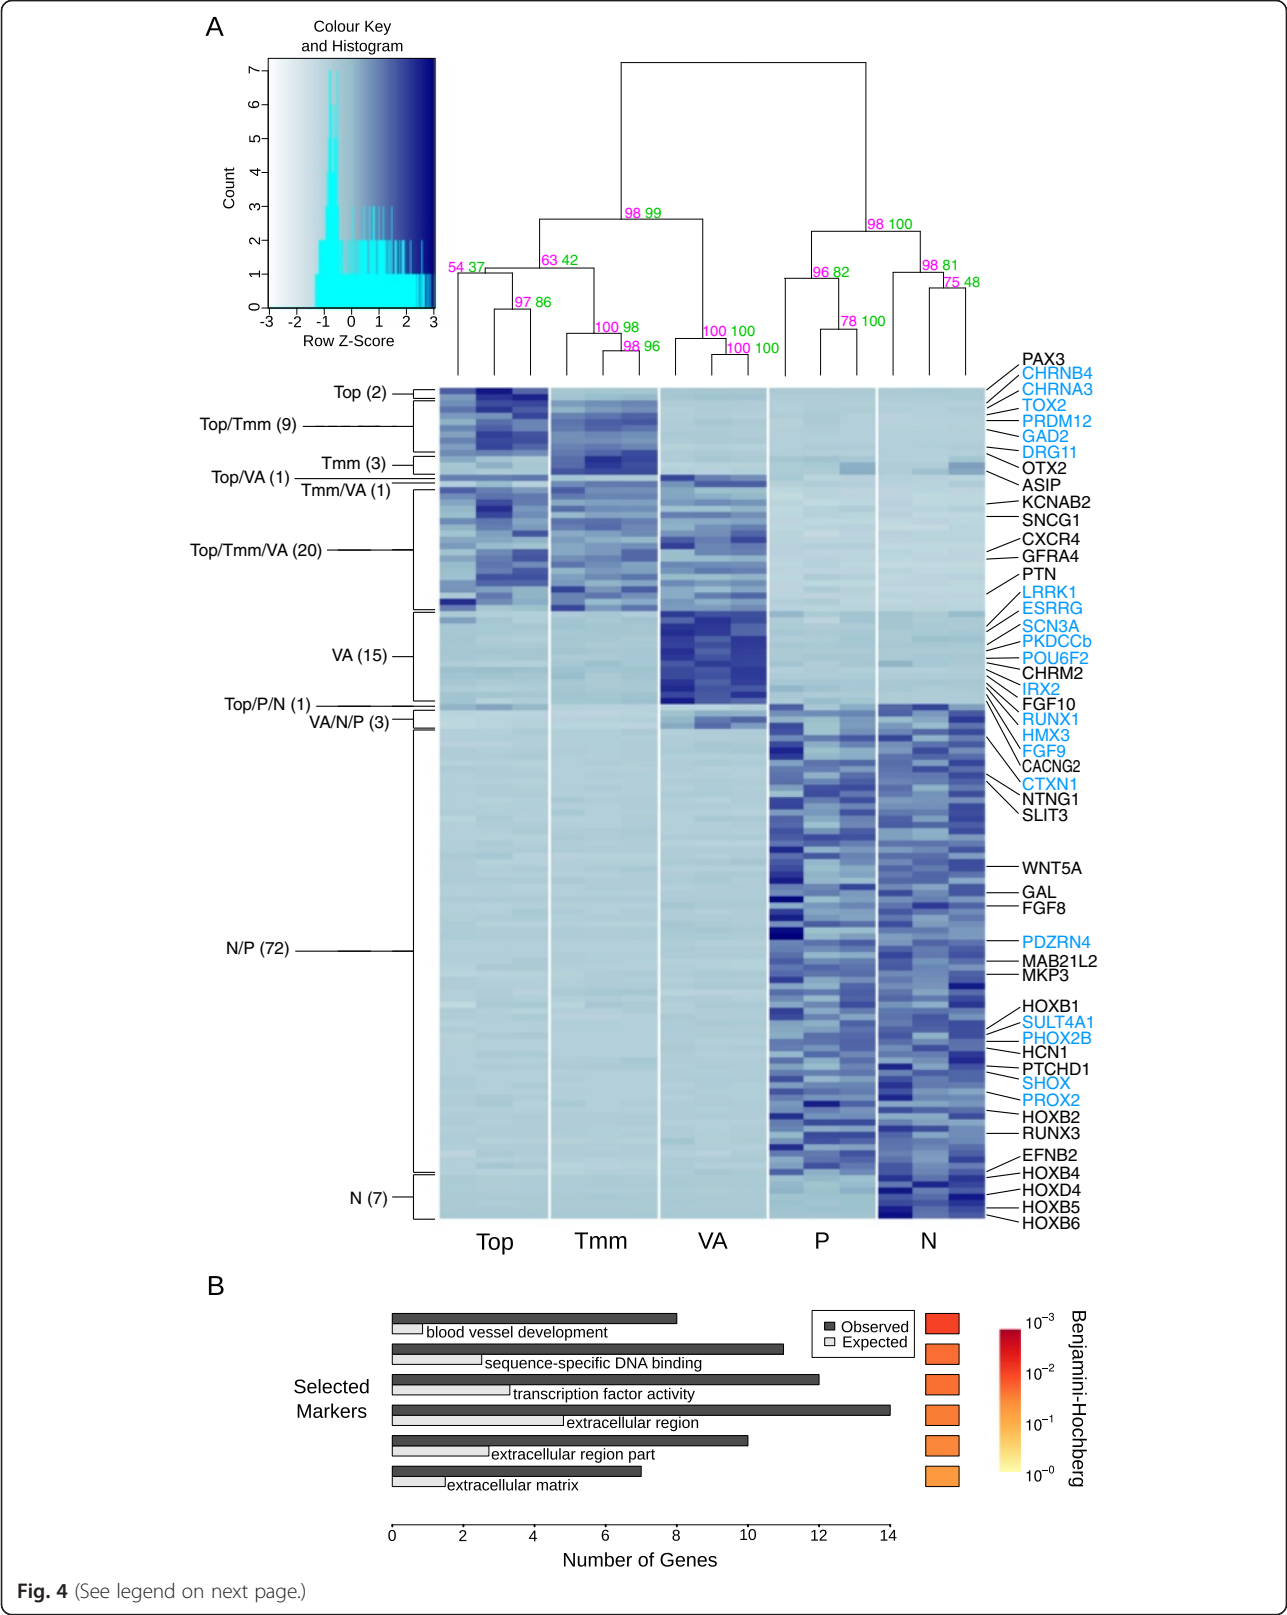 A
Colour Key
and Histogram
Count
7
6
5
4
3
2
1
0
-3 -2 -1 0 1 2 3
Row Z-Score
98 99
98 100
54 37
63 42
96 82
98 81
75 48
97 86
100 98
98 96
100 100
100 100
78 100
Top (2)
Top/Tmm (9)
Tmm (3)
Top/VA (1)
Tmm/VA (1)
Top/Tmm/VA (20)
VA (15)
Top/P/N (1)
VA/N/P (3)
N/P (72)
N (7)
PAX3
CHRNB4
CHRNA3
TOX2
PRDM12
GAD2
DRG11
OTX2
ASIP
KCNAB2
SNCG1
CXCR4
GFRA4
PTN
LRRK1
ESRRG
SCN3A
PKDCCb
POU6F2
CHRM2
IRX2
FGF10
RUNX1
HMX3
FGF9
CACNG2
CTXN1
NTNG1
SLIT3
WNT5A
GAL
FGF8
PDZRN4
MAB21L2
MKP3
HOXB1
SULT4A1
PHOX2B
HCN1
PTCHD1
SHOX
PROX2
HOXB2
RUNX3
EFNB2
HOXB4
HOXD4
HOXB5
HOXB6
Top Tmm VA P N
B
Selected
Markers
blood vessel development
sequence-specific DNA binding
transcription factor activity
extracellular region
extracellular region part
extracellular matrix
Observed
Expected
10⁻³
10⁻²
10⁻¹
10⁻⁰
Benjamini-Hochberg
0 2 4 6 8 10 12 14
Number of Genes
Fig. 4 (See legend on next page.)